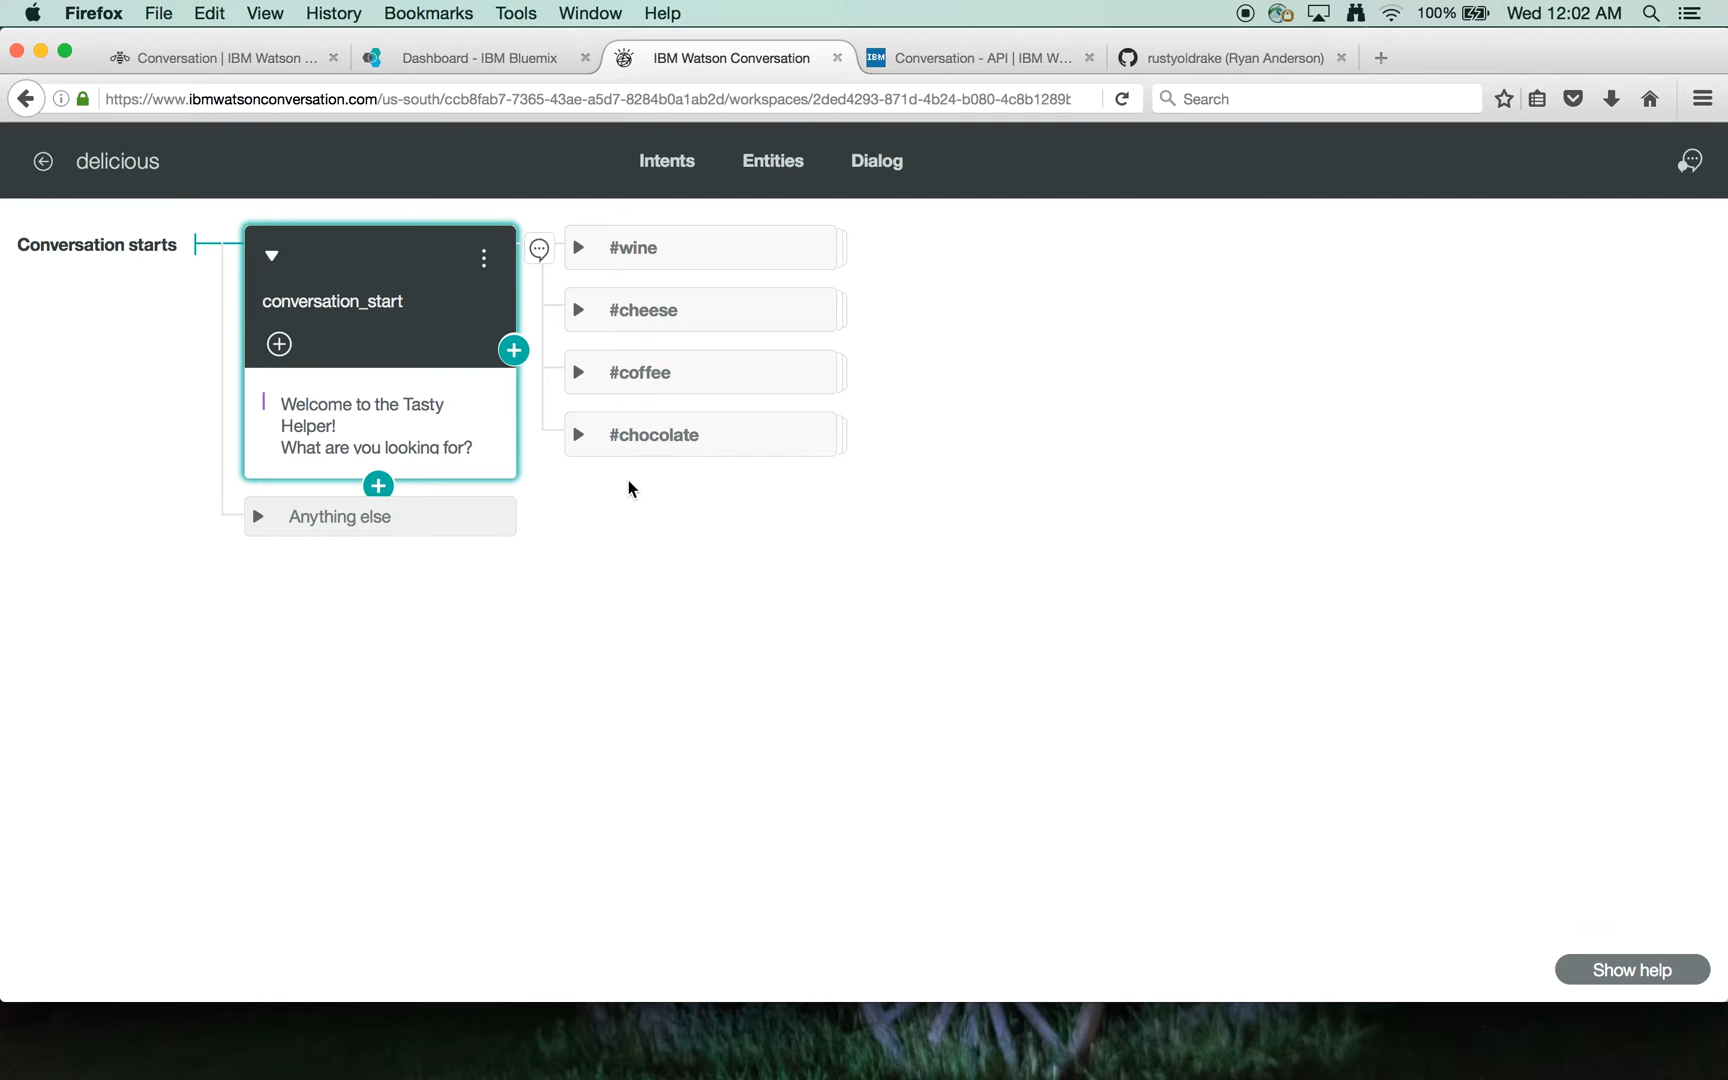 Firefox File Edit View History Bookmarks Tools Window Help 100% Wed 12:02 AM
Conversation | IBM Watson ... Dashboard - IBM Bluemix IBM Watson Conversation IBM Conversation - API | IBM W... rustyoldrake (Ryan Anderson)
https://www.ibmwatsonconversation.com/us-south/ccb8fab7-7365-43ae-a5d7-8284b0a1ab2d/workspaces/2ded4293-871d-4b24-b080-4c8b1289b Search
delicious Intents Entities Dialog
Conversation starts
conversation_start
Welcome to the Tasty
Helper!
What are you looking for?
Anything else
#wine
#cheese
#coffee
#chocolate
Show help